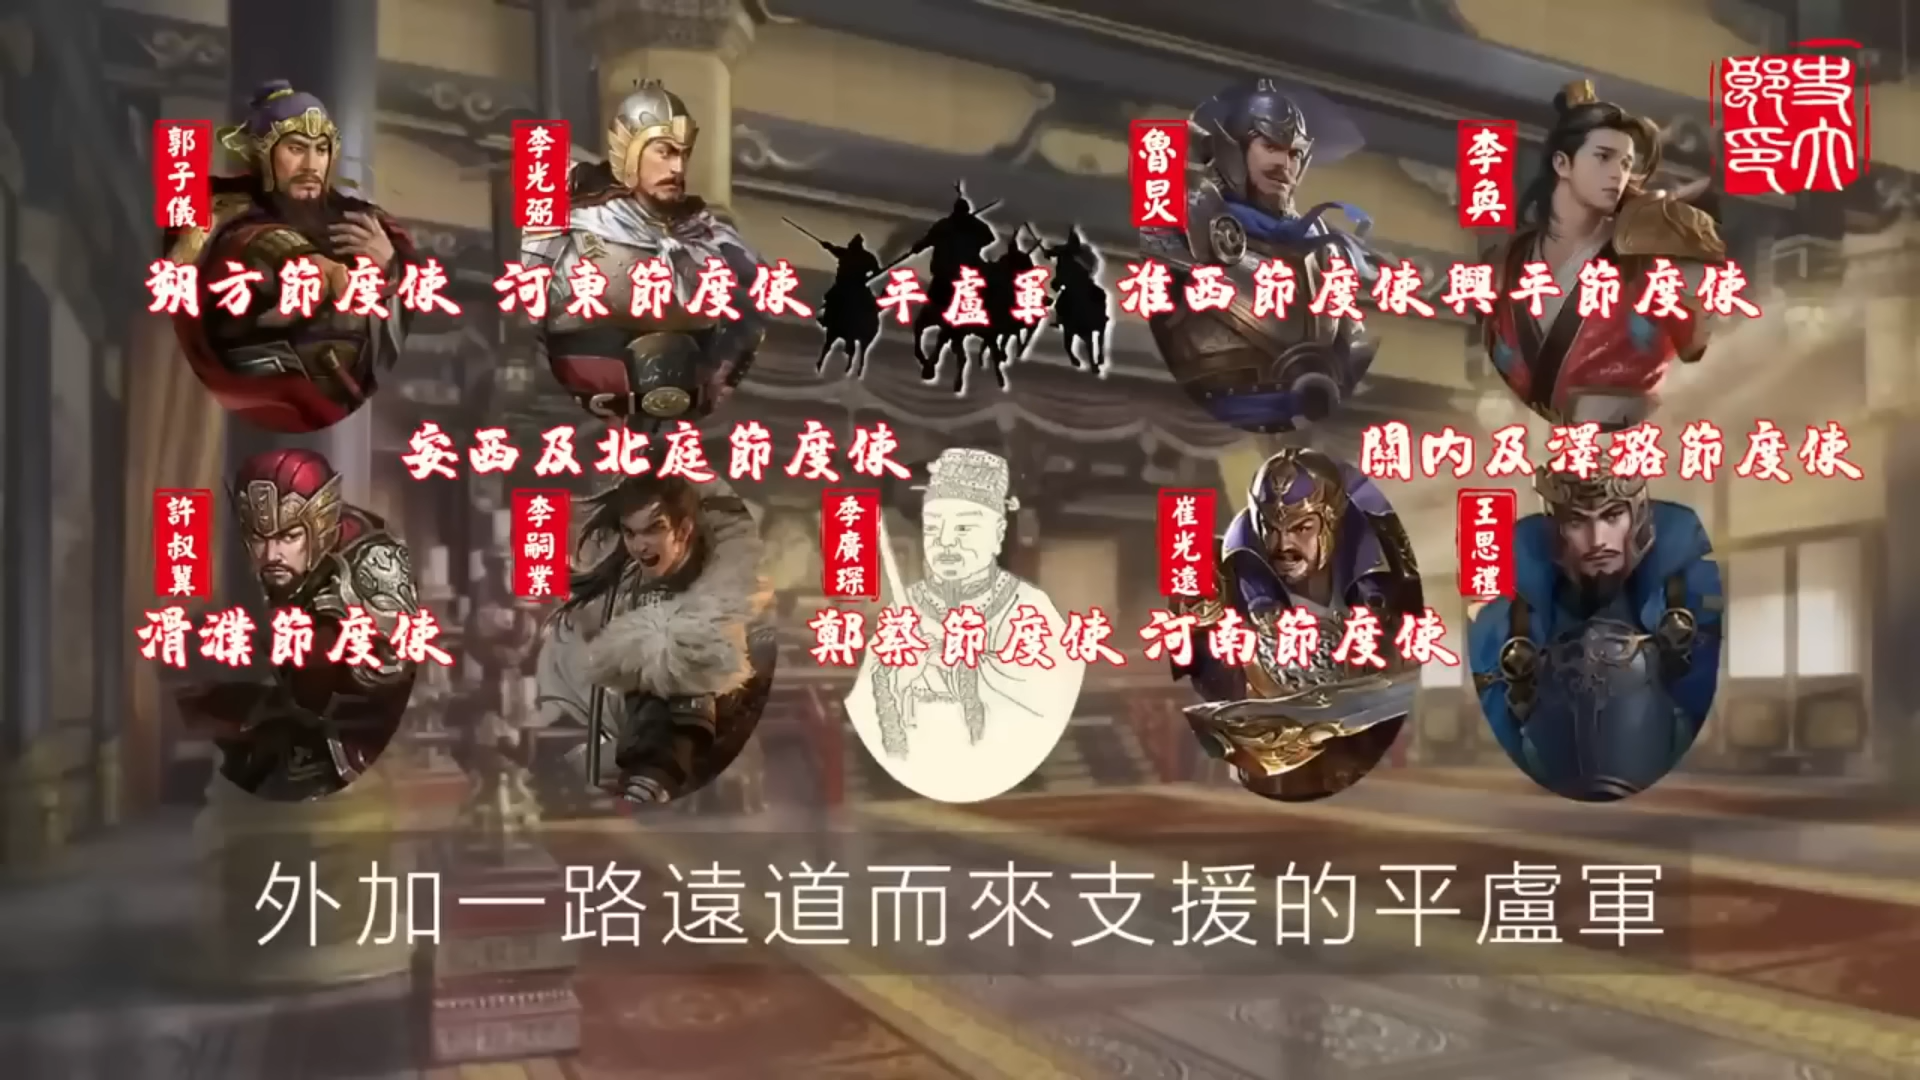 郭子儀
朔方節度使
李光弼
河東節度使
平盧軍
魯炅
淮西節度使
李奐
興平節度使
許叔冀
滑濮節度使
李嗣業
安西及北庭節度使
季廣琛
鄭蔡節度使
崔光遠
河南節度使
王思禮
關內及澤潞節度使
外加一路遠道而來支援的平盧軍